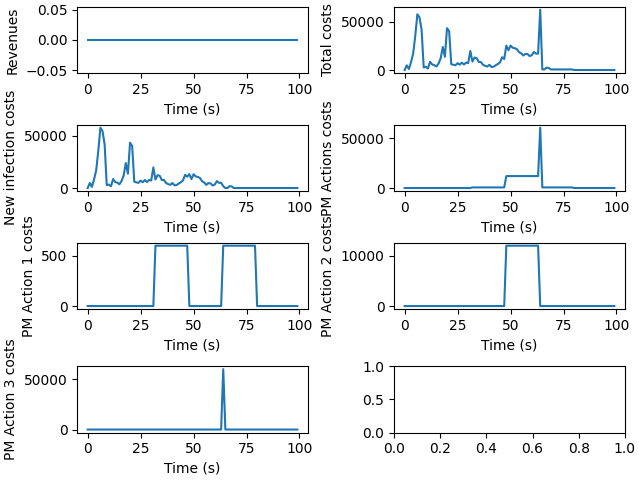 Revenues
0.05
0.00
−0.05
0 25 50 75 100
Time (s)
Total costs
50000
0
0 25 50 75 100
Time (s)
New infection costs
50000
0
0 25 50 75 100
Time (s)
PM Actions costs
50000
0
0 25 50 75 100
Time (s)
PM Action 1 costs
500
0
0 25 50 75 100
Time (s)
PM Action 2 costs
10000
0
0 25 50 75 100
Time (s)
PM Action 3 costs
50000
0
0 25 50 75 100
Time (s)
1.0
0.5
0.0
0.0 0.2 0.4 0.6 0.8 1.0